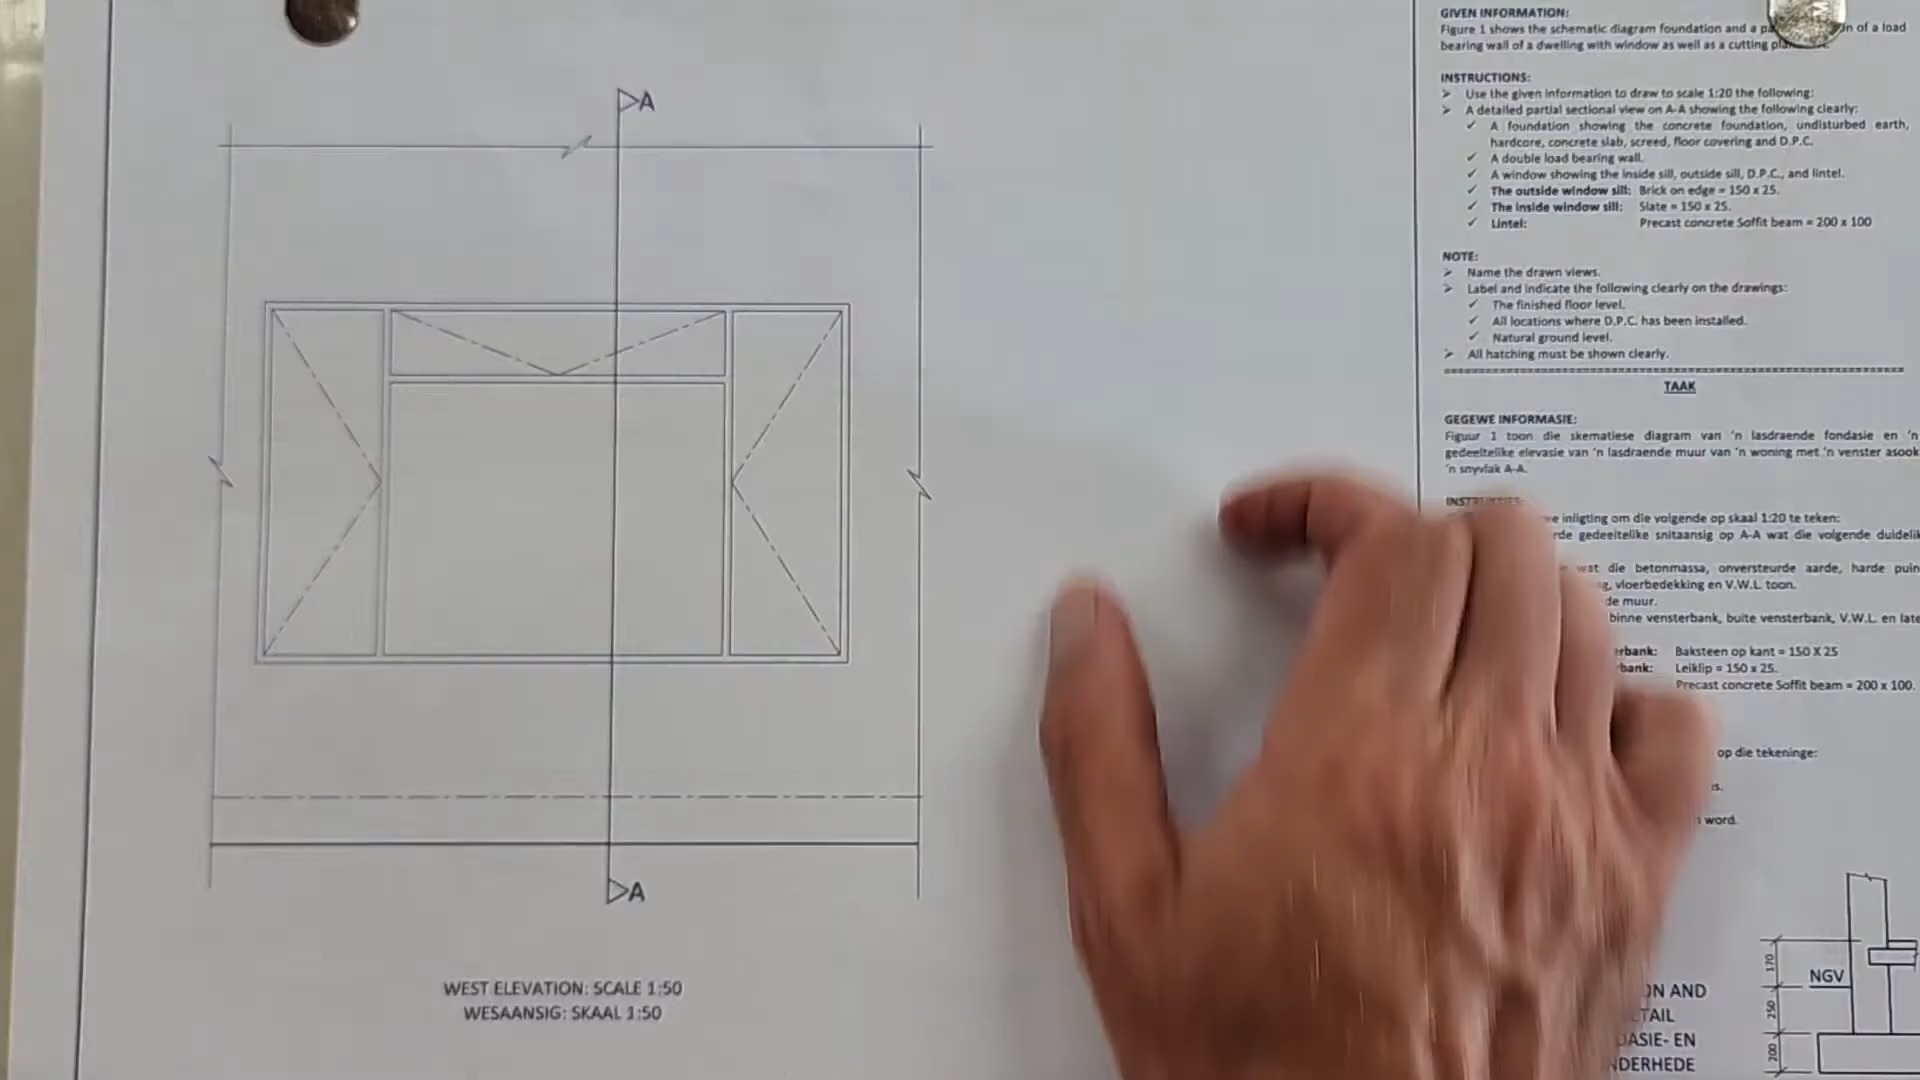 A
A
WEST ELEVATION: SCALE 1:50
WESAANSIG: SKAAL 1:50
GIVEN INFORMATION:
Figure 1 shows the schematic diagram foundation and a of a load
bearing wall of a dwelling with window as well as a cutting
INSTRUCTIONS:
➢ Use the given information to draw to scale 1:20 the following:
➢ A detailed partial sectional view on A-A showing the following clearly:
✓ A foundation showing the concrete foundation, undisturbed earth,
hardcore, concrete slab, screed, floor covering and D.P.C.
✓ A double load bearing wall.
✓ A window showing the inside sill, outside sill, D.P.C., and lintel.
✓ The outside window sill: Brick on edge = 150 x 25.
✓ The inside window sill: Slate = 150 x 25.
✓ Lintel: Precast concrete Soffit beam = 200 x 100
NOTE:
➢ Name the drawn views.
➢ Label and indicate the following clearly on the drawings:
✓ The finished floor level.
✓ All locations where D.P.C. has been installed.
✓ Natural ground level.
➢ All hatching must be shown clearly.
TAAK
GEGEWE INFORMASIE:
Figuur 1 toon die skematiese diagram van 'n lasdraende fondasie en 'n
gedeeltelike elevasie van 'n lasdraende muur van 'n woning met 'n venster asook
'n snyvlak A-A.
inligting om die volgende op skaal 1:20 te teken:
gedeeltelike snitaansig op A-A wat die volgende duidelik
wat die betonmassa, onversteurde aarde, harde puin
vloerbedekking en V.W.L toon.
muur.
binne vensterbank, buite vensterbank, V.W.L. en
Baksteen op kant = 150 X 25
Leiklip = 150 x 25.
Precast concrete Soffit beam = 200 x 100.
op die tekeninge:
word.
AND
170
NGV
250
200